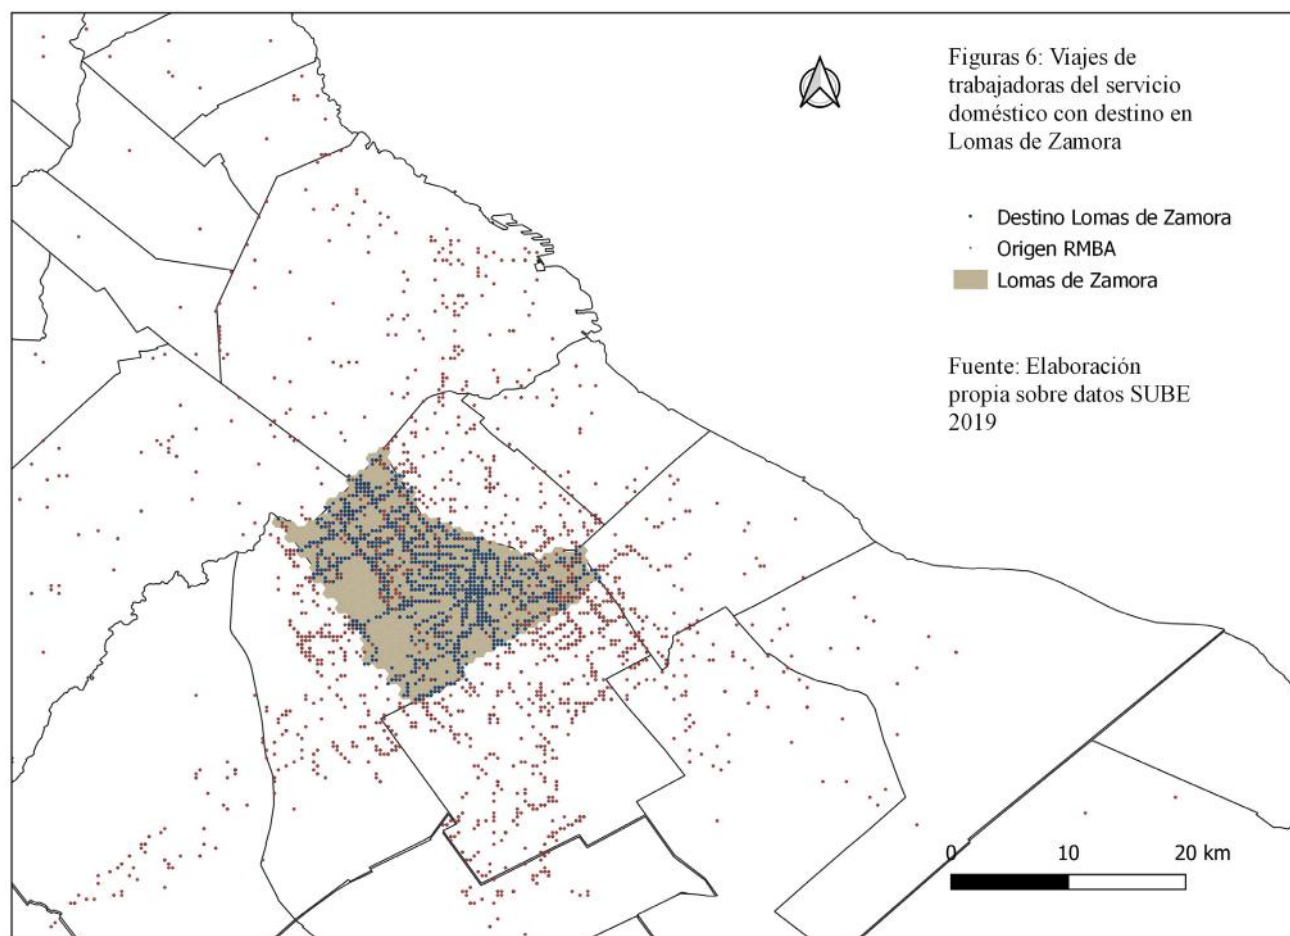 Figuras 6: Viajes de
trabajadoras del servicio
doméstico con destino en
Lomas de Zamora
Destino Lomas de Zamora
Origen RMBA
Lomas de Zamora
Fuente: Elaboración
propia sobre datos SUBE
2019
0 10 20 km